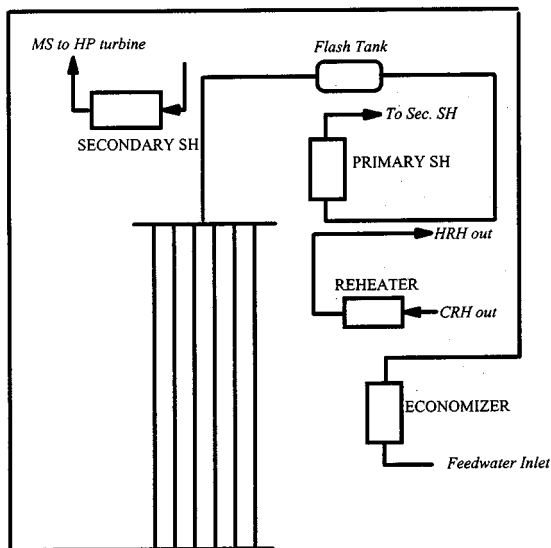 MS to HP turbine
Flash Tank
SECONDARY SH
To Sec. SH
PRIMARY SH
HRH out
REHEATER
CRH out
ECONOMIZER
Feedwater Inlet